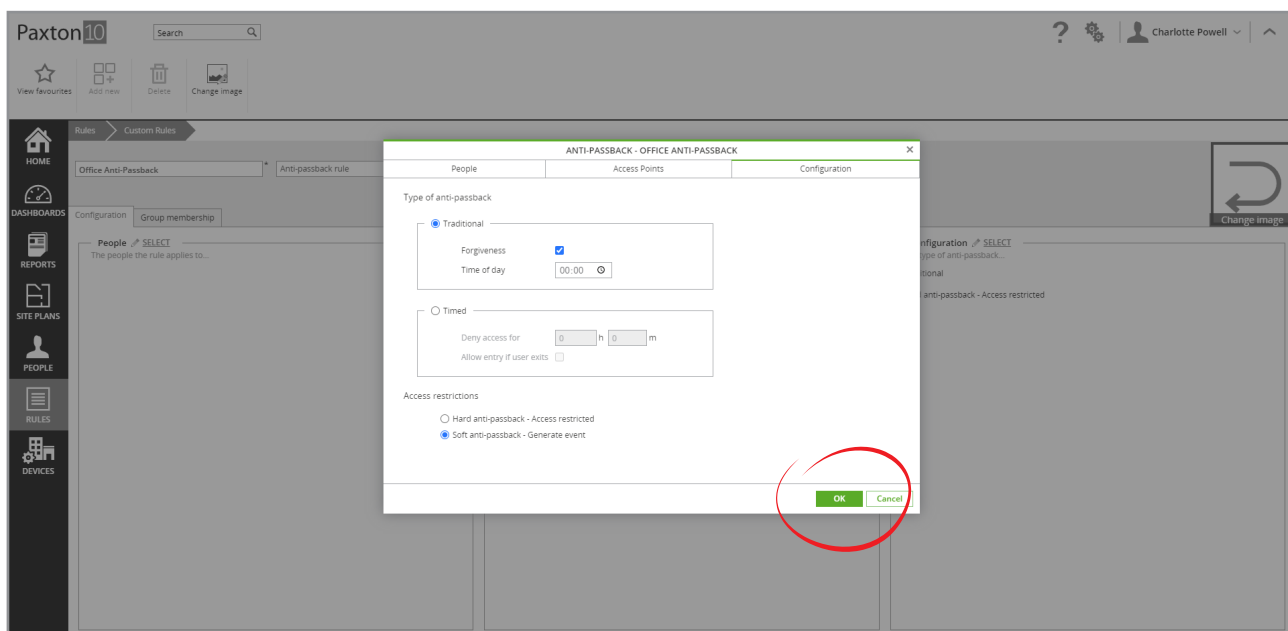 Paxton10
Search
Charlotte Powell
View favourites
Add new
Delete
Change image
Rules
Custom Rules
HOME
DASHBOARDS
REPORTS
SITE PLANS
PEOPLE
RULES
DEVICES
Office Anti-Passback
*
Anti-passback rule
Change image
Configuration
Group membership
People SELECT
The people the rule applies to...
ANTI-PASSBACK - OFFICE ANTI-PASSBACK
People
Access Points
Configuration
Type of anti-passback
Traditional
Forgiveness
Time of day 00:00
Timed
Deny access for 0 h 0 m
Allow entry if user exits
Access restrictions
Hard anti-passback - Access restricted
Soft anti-passback - Generate event
OK
Cancel
nfiguration SELECT
ype of anti-passback...
itional
anti-passback - Access restricted